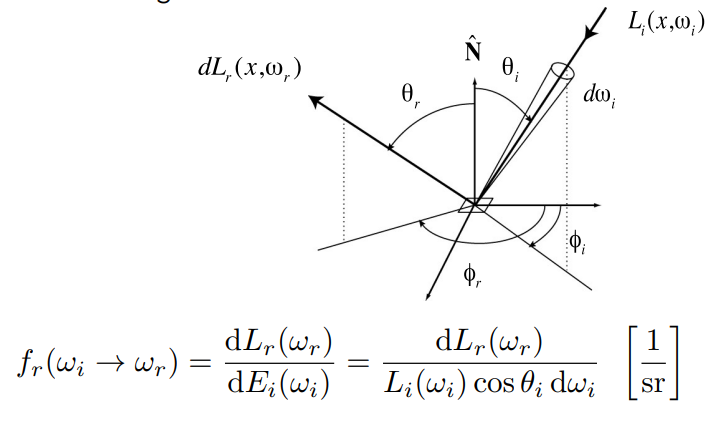 L_i(x,ω_i)
N̂
dL_r(x,ω_r)
θ_i
θ_r
dω_i
ϕ_i
ϕ_r
f_r(ω_i → ω_r) = dL_r(ω_r) / dE_i(ω_i) = dL_r(ω_r) / (L_i(ω_i) cos θ_i dω_i) [1/sr]